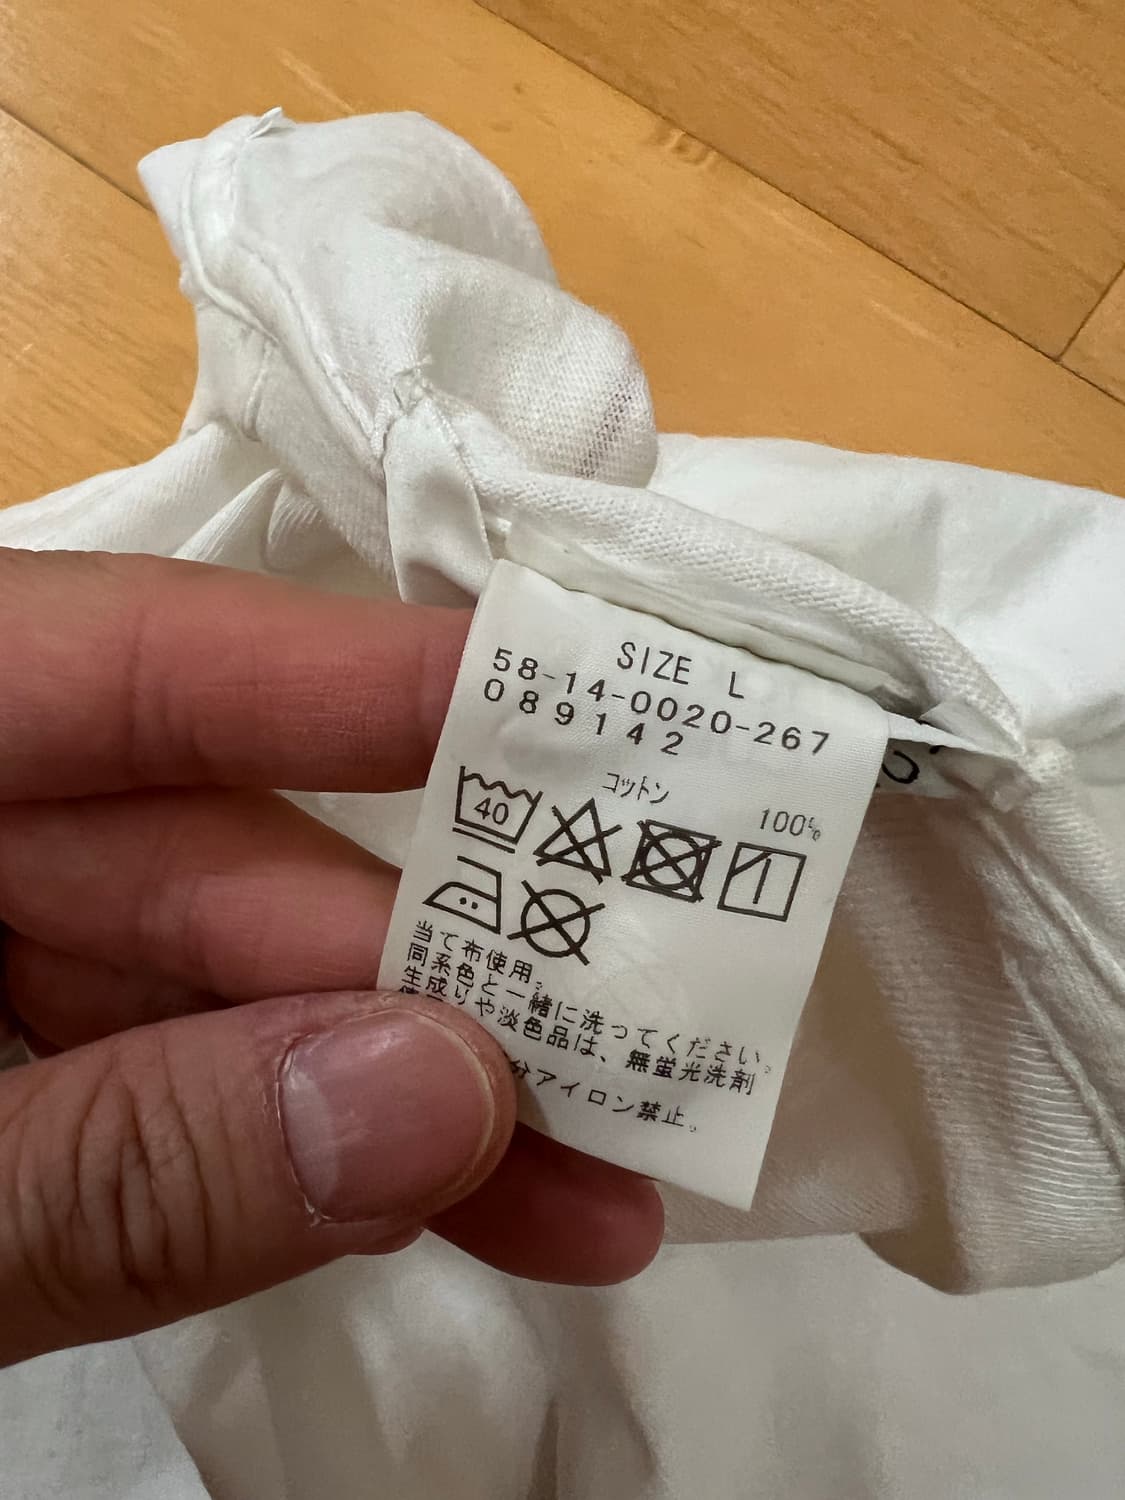 SIZE L
58-14-0020-267
089142
コットン
100%
40
当て布使用。
同系色と一緒に洗ってください。
生成りや淡色品は、無蛍光洗剤
分アイロン禁止。